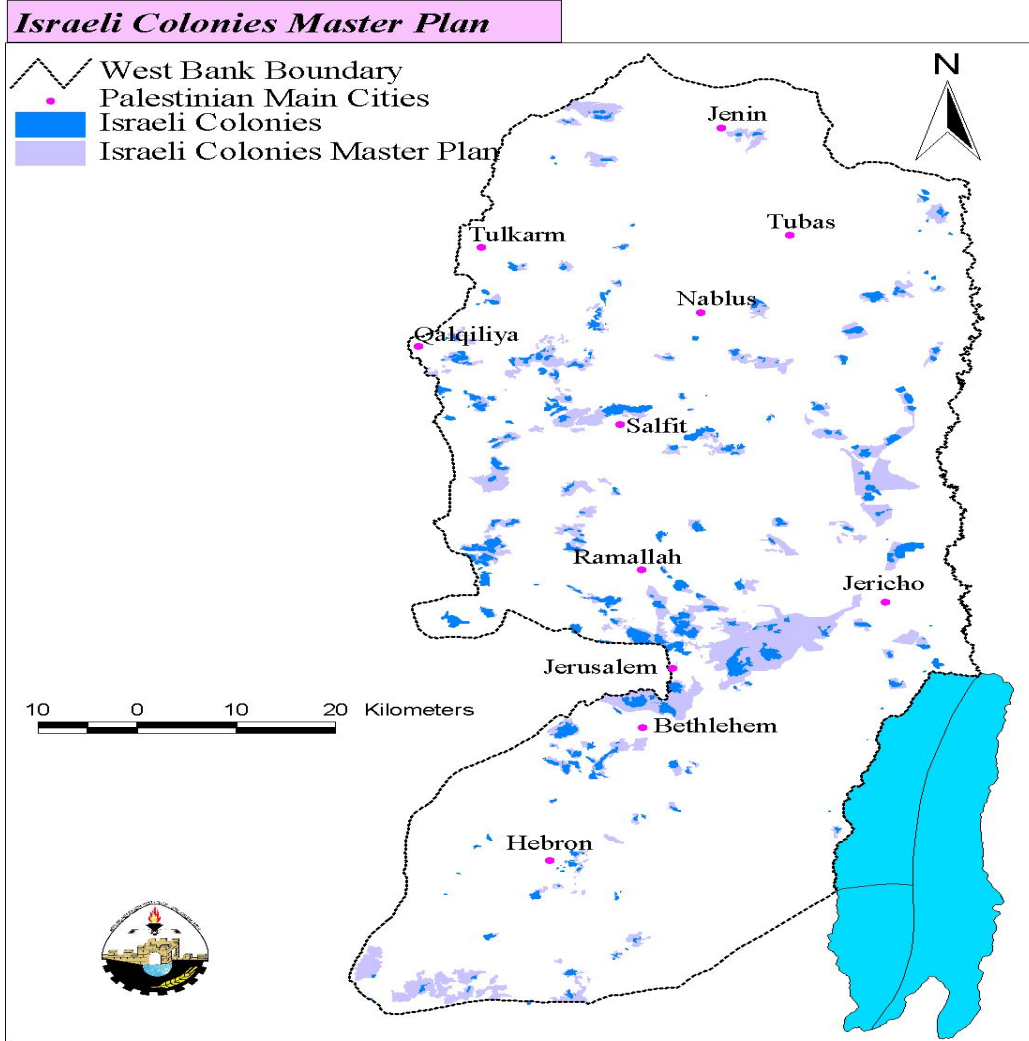 Israeli Colonies Master Plan
West Bank Boundary
Palestinian Main Cities
Israeli Colonies
Israeli Colonies Master Plan
N
Jenin
Tubas
Tulkarm
Nablus
Qalqiliya
Salfit
Ramallah
Jericho
Jerusalem
10 0 10 20 Kilometers
Bethlehem
Hebron